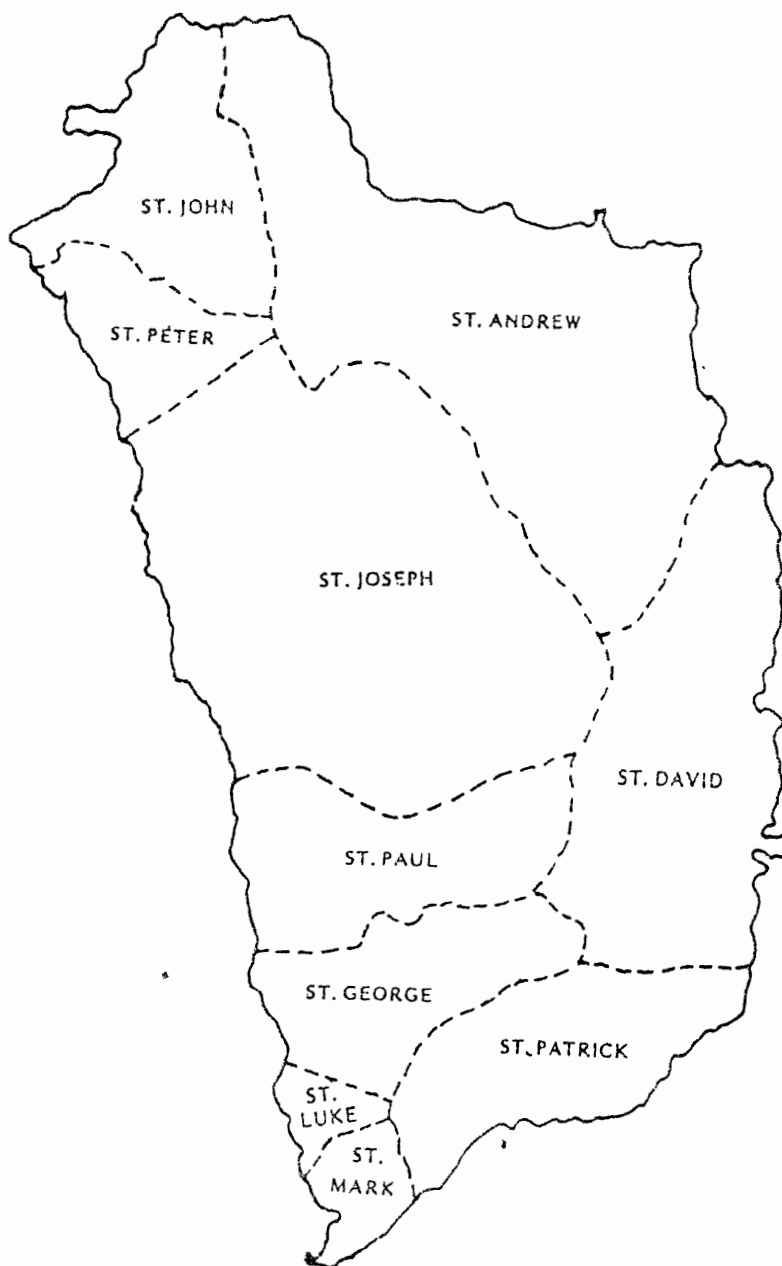 ST. JOHN
ST. ANDREW
ST. PETER
ST. JOSEPH
ST. DAVID
ST. PAUL
ST. GEORGE
ST. PATRICK
ST.
LUKE
ST.
MARK